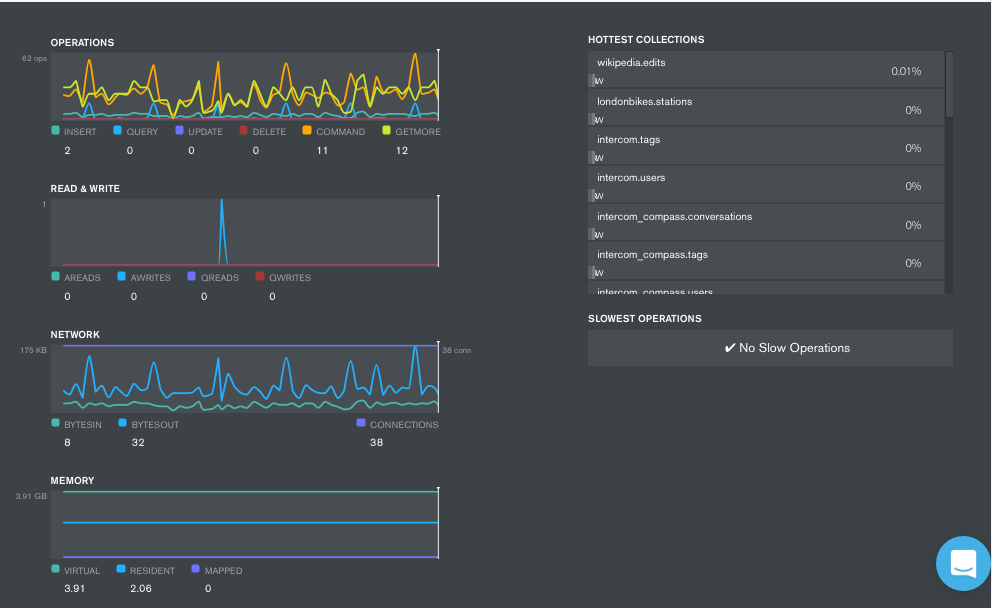 OPERATIONS
62 ops
INSERT QUERY UPDATE DELETE COMMAND GETMORE
2 0 0 0 11 12
READ & WRITE
1
AREADS AWRITES QREADS QWRITES
0 0 0 0
NETWORK
175 KB 38 conn
BYTESIN BYTESOUT CONNECTIONS
8 32 38
MEMORY
3.91 GB
VIRTUAL RESIDENT MAPPED
3.91 2.06 0
HOTTEST COLLECTIONS
wikipedia.edits
0.01%
londonbikes.stations
0%
intercom.tags
0%
intercom.users
0%
intercom_compass.conversations
0%
intercom_compass.tags
0%
intercom_compass.users
SLOWEST OPERATIONS
✔ No Slow Operations